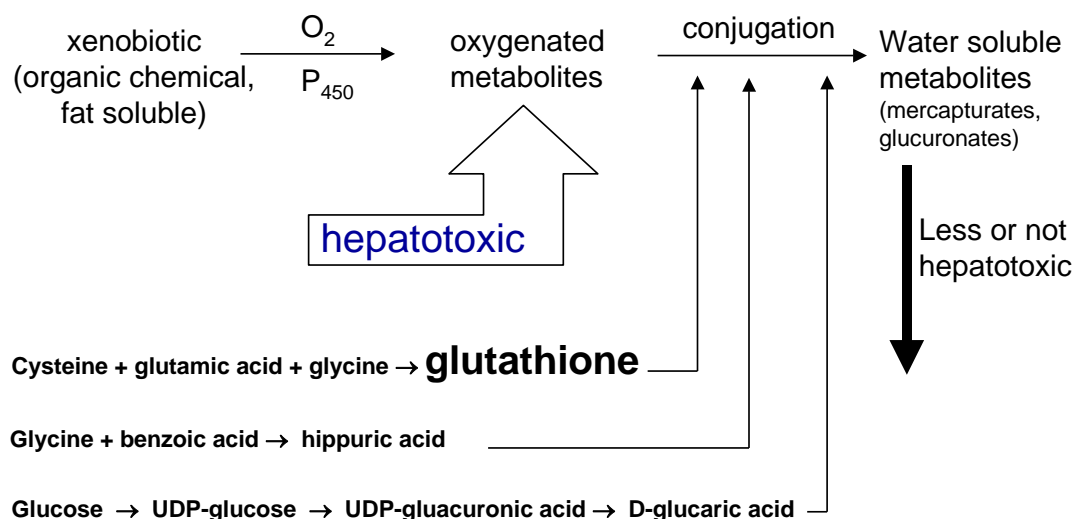 xenobiotic
(organic chemical,
fat soluble)
O2
P450
oxygenated
metabolites
conjugation
Water soluble
metabolites
(mercapturates,
glucuronates)
hepatotoxic
Less or not
hepatotoxic
Cysteine + glutamic acid + glycine → glutathione
Glycine + benzoic acid → hippuric acid
Glucose → UDP-glucose → UDP-gluacuronic acid → D-glucaric acid